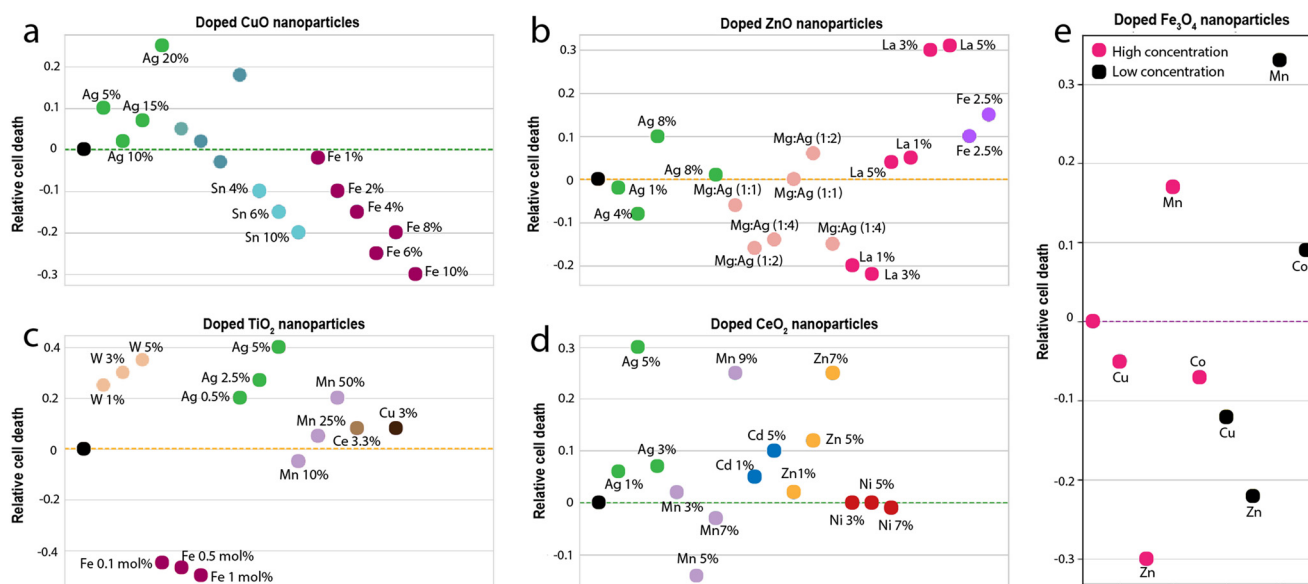 a
Doped CuO nanoparticles
Relative cell death
0.2
0.1
0
-0.1
-0.2
-0.3
Ag 20%
Ag 5%
Ag 15%
Ag 10%
Fe 1%
Sn 4%
Fe 2%
Sn 6%
Fe 4%
Sn 10%
Fe 8%
Fe 6%
Fe 10%
b
Doped ZnO nanoparticles
Relative cell death
0.3
0.2
0.1
0
-0.1
-0.2
La 3%
La 5%
Fe 2.5%
Ag 8%
Mg:Ag (1:2)
La 1%
Fe 2.5%
Ag 8%
La 5%
Ag 1%
Mg:Ag (1:1)
Mg:Ag (1:1)
Ag 4%
Mg:Ag (1:4)
Mg:Ag (1:4)
Mg:Ag (1:2)
La 1%
La 3%
c
Doped TiO2 nanoparticles
Relative cell death
0.4
0.2
0
-0.2
-0.4
W 5%
W 3%
W 1%
Ag 5%
Ag 2.5%
Ag 0.5%
Mn 50%
Mn 25%
Cu 3%
Ce 3.3%
Mn 10%
Fe 0.5 mol%
Fe 0.1 mol%
Fe 1 mol%
d
Doped CeO2 nanoparticles
Relative cell death
0.3
0.2
0.1
0
-0.1
Ag 5%
Mn 9%
Zn7%
Ag 3%
Cd 5%
Zn 5%
Ag 1%
Cd 1%
Zn1%
Ni 5%
Mn 3%
Mn7%
Ni 3%
Ni 7%
Mn 5%
e
Doped Fe3O4 nanoparticles
Relative cell death
High concentration
Low concentration
0.3
0.2
0.1
0
-0.1
-0.2
-0.3
Mn
Mn
Co
Cu
Co
Cu
Zn
Zn